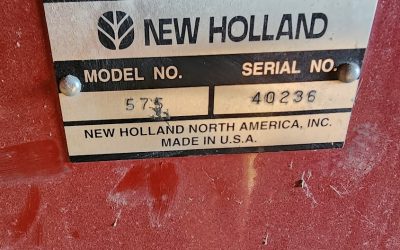 NEW HOLLAND
MODEL NO. SERIAL NO.
575 40236
NEW HOLLAND NORTH AMERICA, INC.
MADE IN U.S.A.